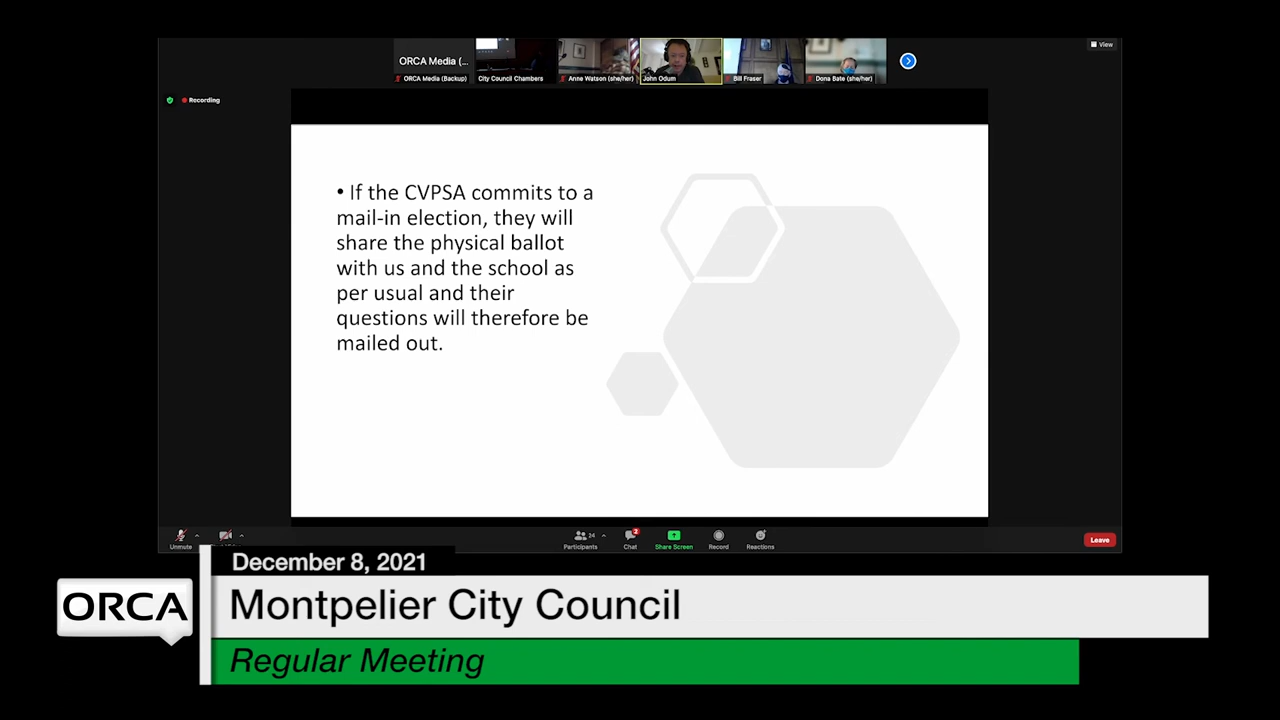 ORCA Media (...
ORCA Media (Backup)
City Council Chambers
Anne Watson (she/her)
John Odum
Bill Fraser
Dona Bate (she/her)
View
Recording
• If the CVPSA commits to a
mail-in election, they will
share the physical ballot
with us and the school as
per usual and their
questions will therefore be
mailed out.
Unmute
Participants
24
Chat
2
Share Screen
Record
Reactions
Leave
December 8, 2021
ORCA
Montpelier City Council
Regular Meeting